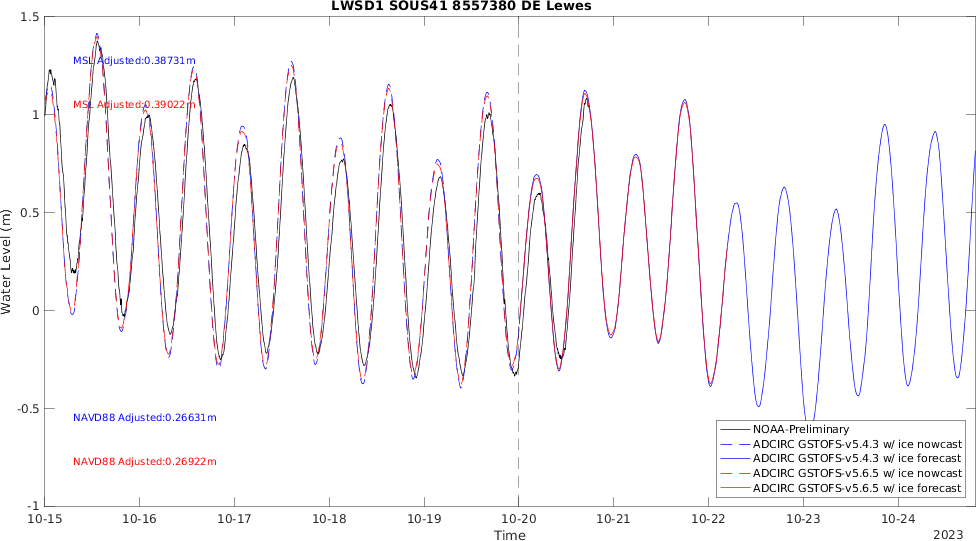 LWSD1 SOUS41 8557380 DE Lewes
1.5
MSL Adjusted:0.38731m
MSL Adjusted:0.39022m
1
0.5
Water Level (m)
0
-0.5
NAVD88 Adjusted:0.26631m
NAVD88 Adjusted:0.26922m
NOAA-Preliminary
ADCIRC GSTOFS-v5.4.3 w/ ice nowcast
ADCIRC GSTOFS-v5.4.3 w/ ice forecast
ADCIRC GSTOFS-v5.6.5 w/ ice nowcast
ADCIRC GSTOFS-v5.6.5 w/ ice forecast
-1
10-15 10-16 10-17 10-18 10-19 10-20 10-21 10-22 10-23 10-24
Time
2023